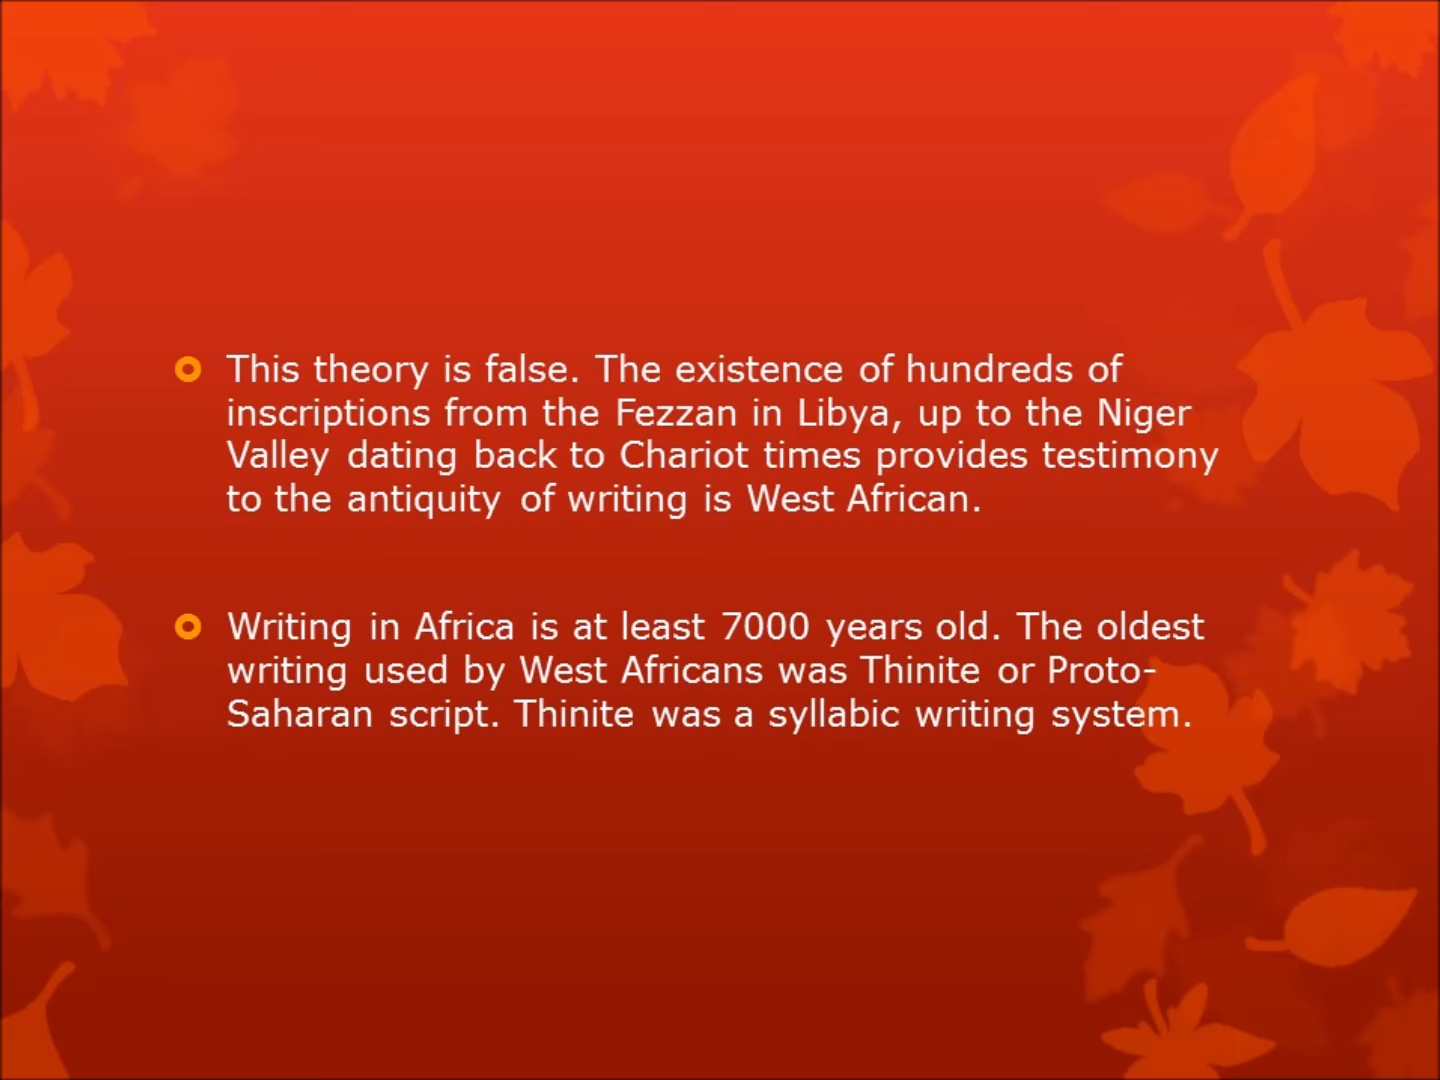 This theory is false. The existence of hundreds of
inscriptions from the Fezzan in Libya, up to the Niger
Valley dating back to Chariot times provides testimony
to the antiquity of writing is West African.
Writing in Africa is at least 7000 years old. The oldest
writing used by West Africans was Thinite or Proto-
Saharan script. Thinite was a syllabic writing system.